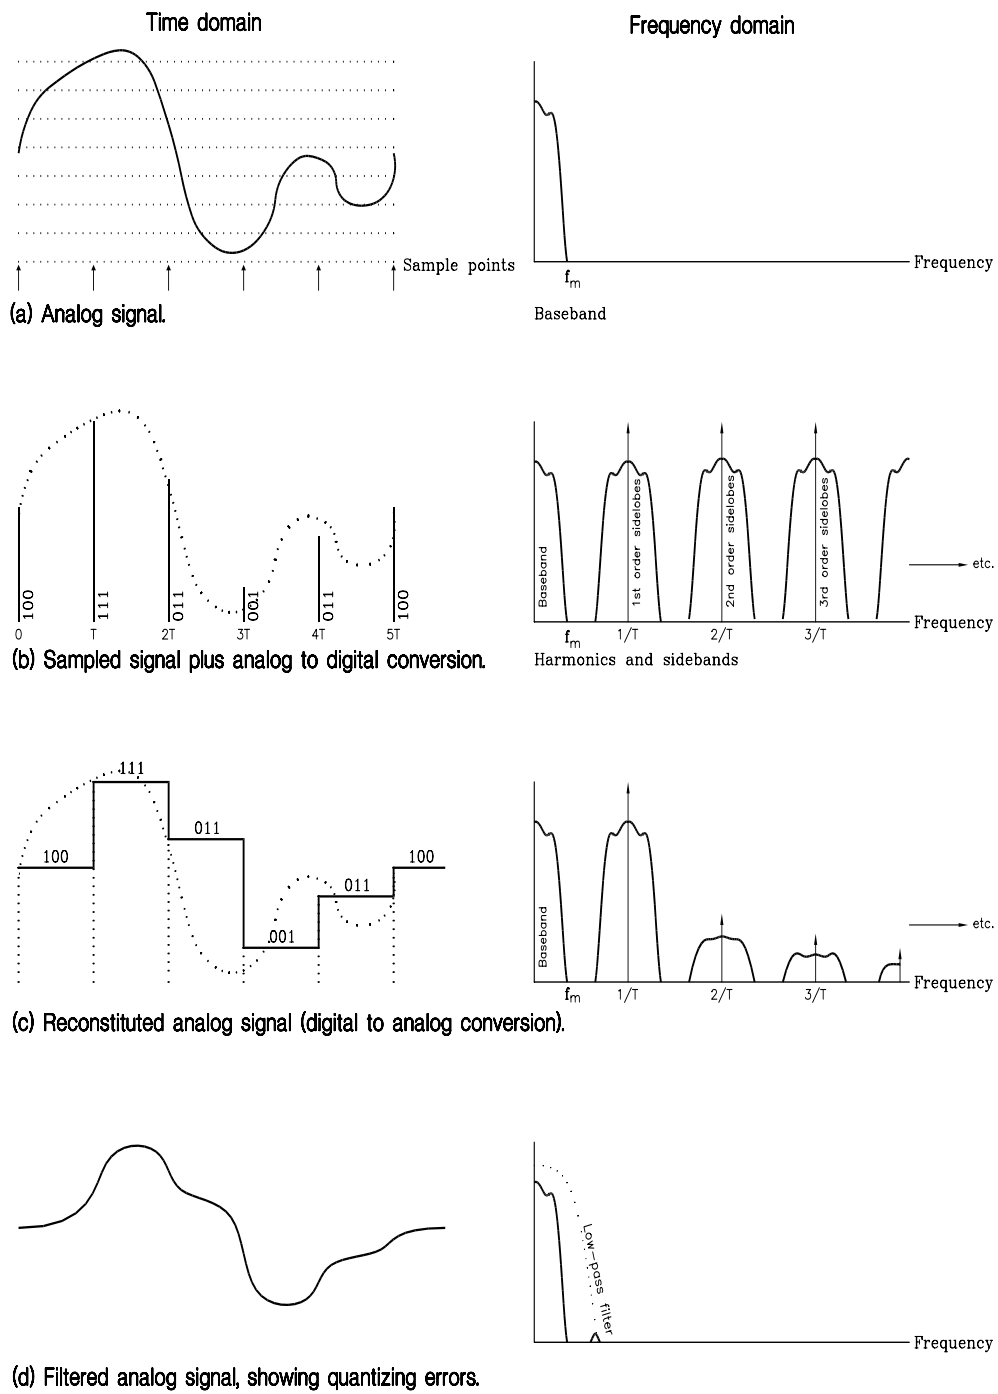 Time domain
Frequency domain
Sample points
Frequency
fm
(a) Analog signal.
Baseband
100
111
011
001
011
100
0
T
2T
3T
4T
5T
Baseband
1st order sidelobes
2nd order sidelobes
3rd order sidelobes
etc.
Frequency
fm
1/T
2/T
3/T
(b) Sampled signal plus analog to digital conversion.
Harmonics and sidebands
111
011
100
100
011
001
Baseband
etc.
Frequency
fm
1/T
2/T
3/T
(c) Reconstituted analog signal (digital to analog conversion).
Low-pass filter
Frequency
(d) Filtered analog signal, showing quantizing errors.